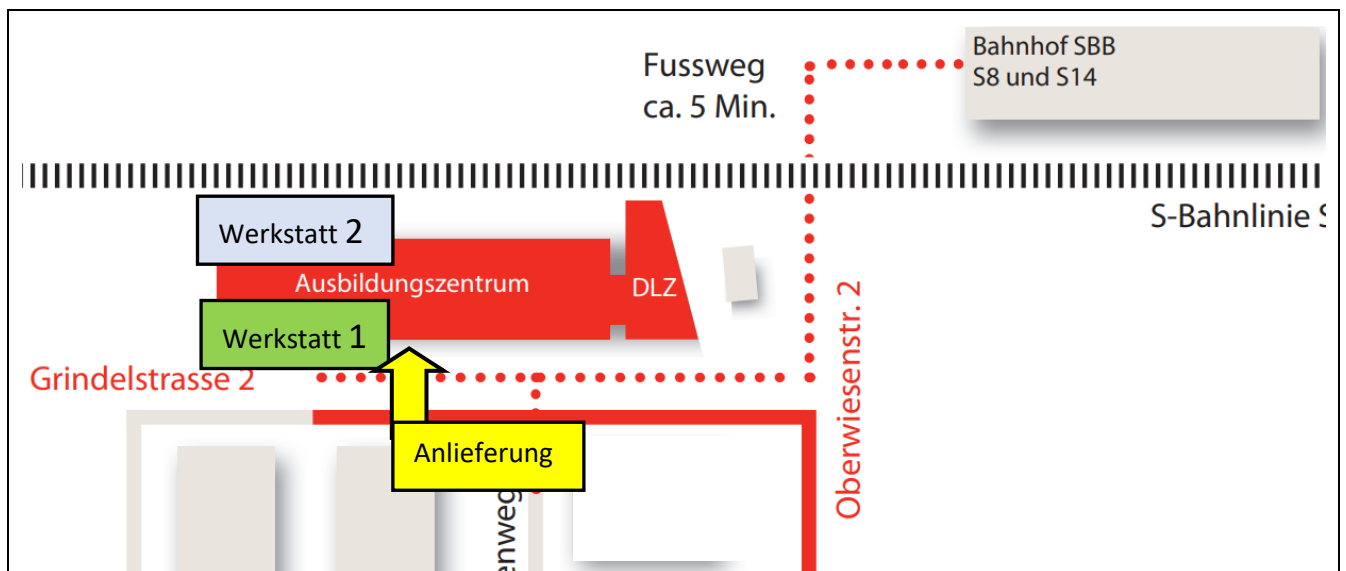 Bahnhof SBB
S8 und S14
Fussweg
ca. 5 Min.
S-Bahnlinie
Werkstatt 2
Ausbildungszentrum
DLZ
Werkstatt 1
Grindelstrasse 2
Oberwiesenstr. 2
Anlieferung